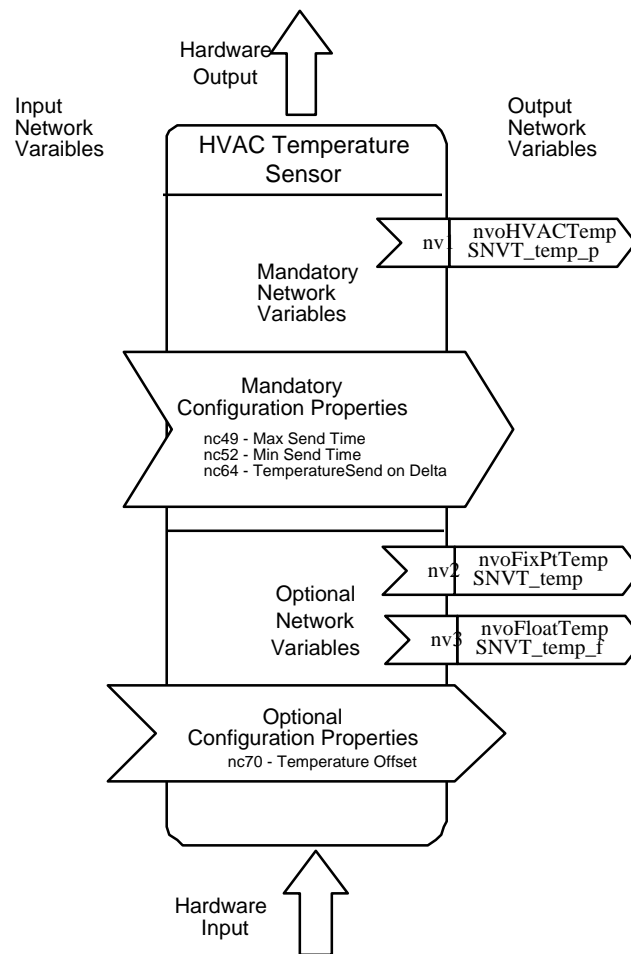 Hardware
Output
Input
Network
Varaibles
Output
Network
Variables
HVAC Temperature
Sensor
nv1
nvoHVACTemp
SNVT_temp_p
Mandatory
Network
Variables
Mandatory
Configuration Properties
nc49 - Max Send Time
nc52 - Min Send Time
nc64 - TemperatureSend on Delta
nv2
nvoFixPtTemp
SNVT_temp
Optional
Network
Variables
nv3
nvoFloatTemp
SNVT_temp_f
Optional
Configuration Properties
nc70 - Temperature Offset
Hardware
Input